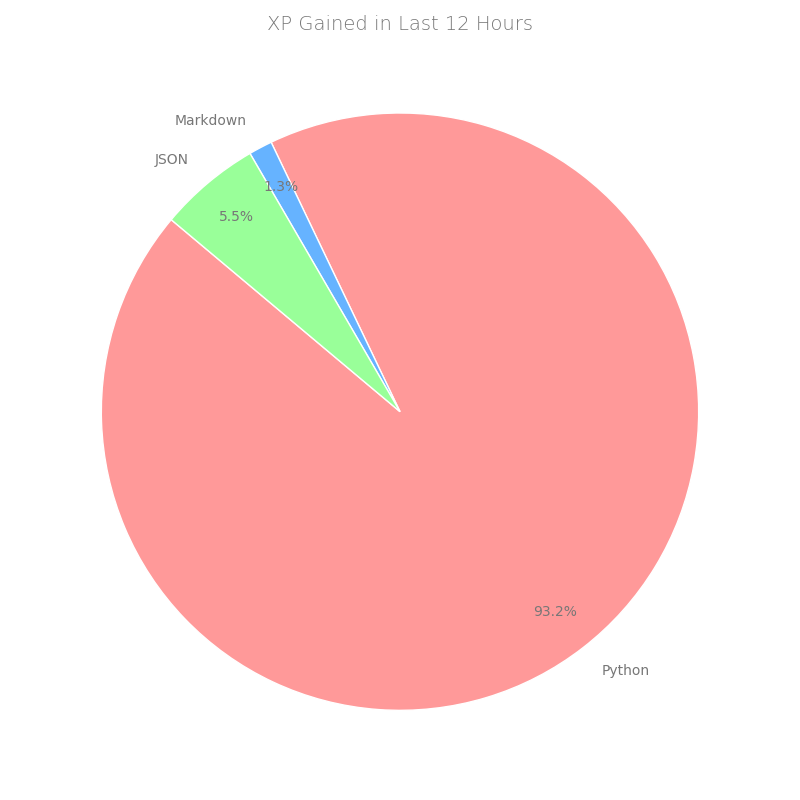 XP Gained in Last 12 Hours
Markdown
JSON
1.3%
5.5%
93.2%
Python